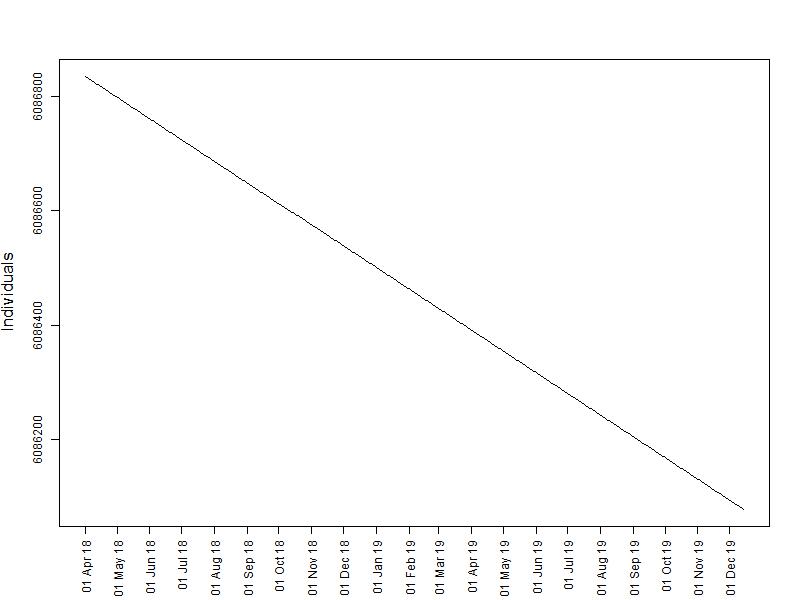 Individuals
6086800
6086600
6086400
6086200
01 Apr 18
01 May 18
01 Jun 18
01 Jul 18
01 Aug 18
01 Sep 18
01 Oct 18
01 Nov 18
01 Dec 18
01 Jan 19
01 Feb 19
01 Mar 19
01 Apr 19
01 May 19
01 Jun 19
01 Jul 19
01 Aug 19
01 Sep 19
01 Oct 19
01 Nov 19
01 Dec 19